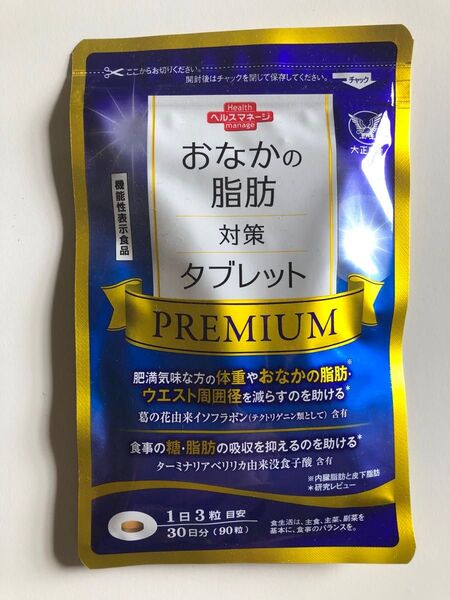 ここからお切りください。
開封後はチャックを閉じて保存してください。
チャック
Health
ヘルスマネージ
manage
大正
おなかの
脂肪
対策
タブレット
機能性表示食品
PREMIUM
肥満気味な方の体重やおなかの脂肪・※
ウエスト周囲径を減らすのを助ける*
葛の花由来イソフラボン(テクトリゲニン類として)含有
食事の糖・脂肪の吸収を抑えるのを助ける*
ターミナリアベリリカ由来没食子酸 含有
※内臓脂肪と皮下脂肪
*研究レビュー
1日3粒 目安
30日分(90粒)
食生活は、主食、主菜、副菜を
基本に、食事のバランスを。